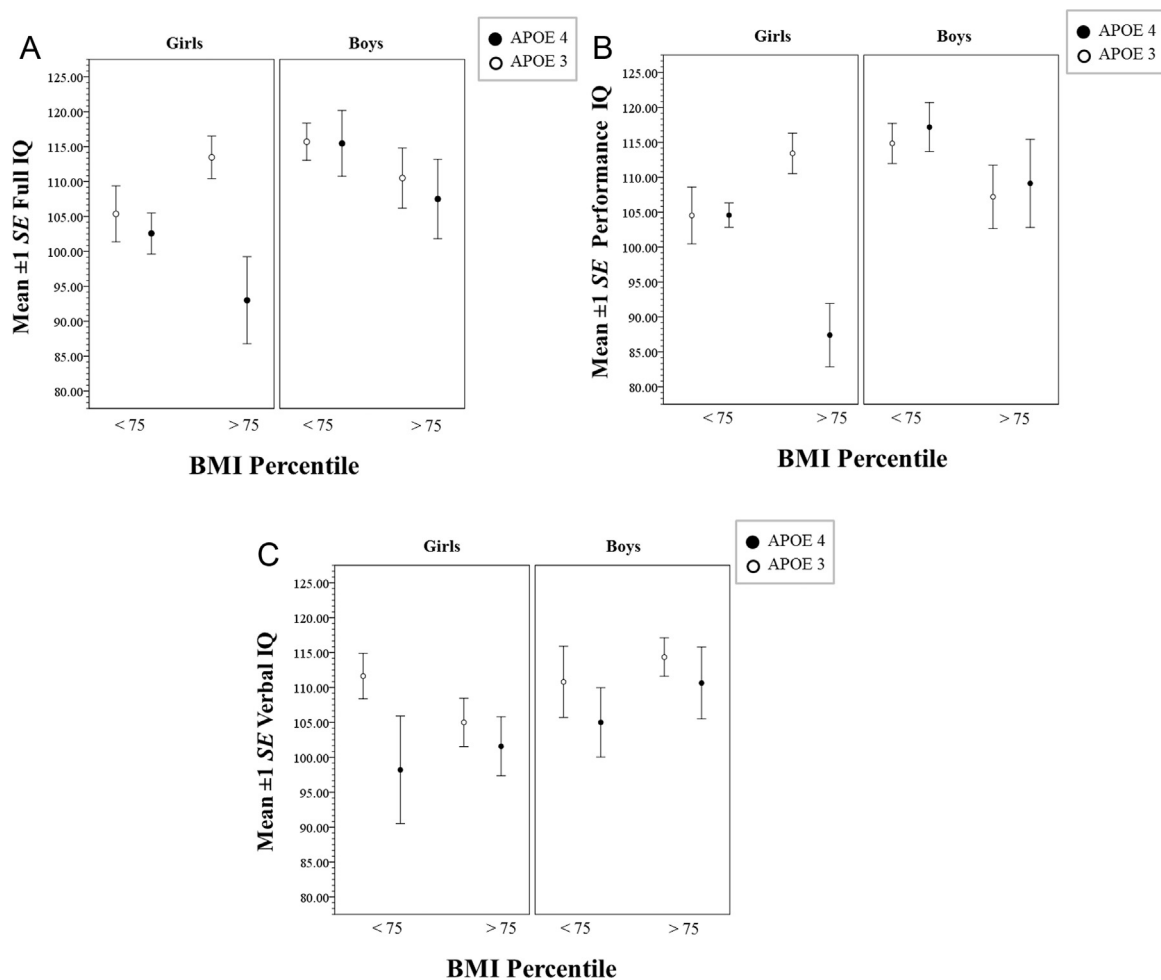 A
Girls
Boys
● APOE 4
○ APOE 3
Mean ±1 SE Full IQ
125.00
120.00
115.00
110.00
105.00
100.00
95.00
90.00
85.00
80.00
< 75
> 75
< 75
> 75
BMI Percentile
B
Girls
Boys
● APOE 4
○ APOE 3
Mean ±1 SE Performance IQ
125.00
120.00
115.00
110.00
105.00
100.00
95.00
90.00
85.00
80.00
< 75
> 75
< 75
> 75
BMI Percentile
C
Girls
Boys
● APOE 4
○ APOE 3
Mean ±1 SE Verbal IQ
125.00
120.00
115.00
110.00
105.00
100.00
95.00
90.00
85.00
80.00
< 75
> 75
< 75
> 75
BMI Percentile